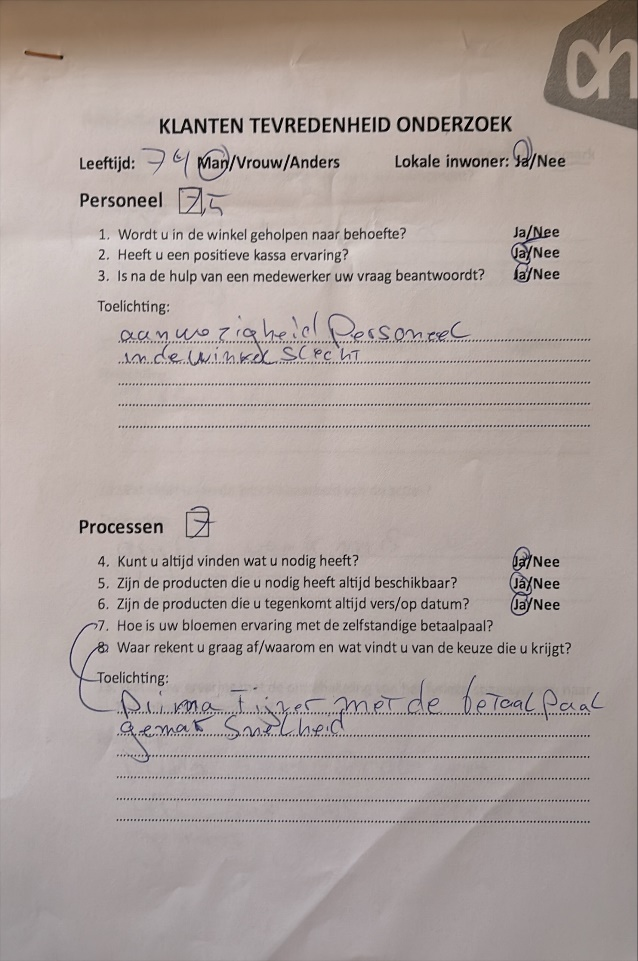 ah
KLANTEN TEVREDENHEID ONDERZOEK
Leeftijd: 74 Man/Vrouw/Anders Lokale inwoner: Ja/Nee
Personeel 7,5
1. Wordt u in de winkel geholpen naar behoefte? Ja/Nee
2. Heeft u een positieve kassa ervaring? Ja/Nee
3. Is na de hulp van een medewerker uw vraag beantwoordt? Ja/Nee
Toelichting:
aanwezigheid Personeel
in de winkel slecht
Processen 7
4. Kunt u altijd vinden wat u nodig heeft? Ja/Nee
5. Zijn de producten die u nodig heeft altijd beschikbaar? Ja/Nee
6. Zijn de producten die u tegenkomt altijd vers/op datum? Ja/Nee
7. Hoe is uw bloemen ervaring met de zelfstandige betaalpaal?
8. Waar rekent u graag af/waarom en wat vindt u van de keuze die u krijgt?
Toelichting:
Prima met de betaalPaal
gemak Snelheid